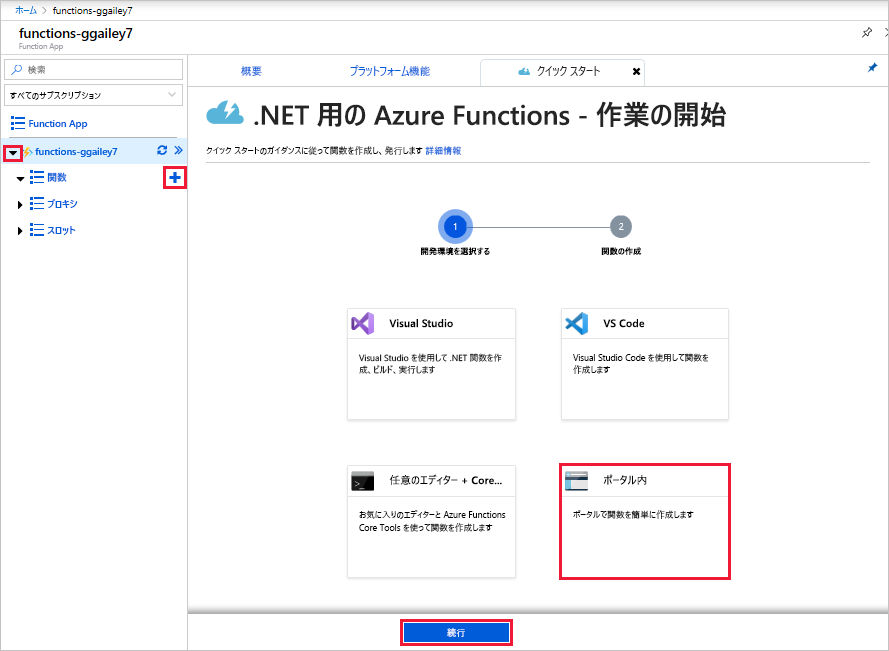 ホーム > functions-ggailey7
functions-ggailey7
Function App
検索
すべてのサブスクリプション
Function App
functions-ggailey7
関数
プロキシ
スロット
概要
プラットフォーム機能
クイック スタート
.NET 用の Azure Functions - 作業の開始
クイック スタートのガイダンスに従って関数を作成し、発行します 詳細情報
1
2
開発環境を選択する
関数の作成
Visual Studio
Visual Studio を使用して .NET 関数を作
成、ビルド、実行します
VS Code
Visual Studio Code を使用して関数を
作成します
任意のエディター + Core...
お気に入りのエディターと Azure Functions
Core Tools を使って関数を作成します
ポータル内
ポータルで関数を簡単に作成します
続行